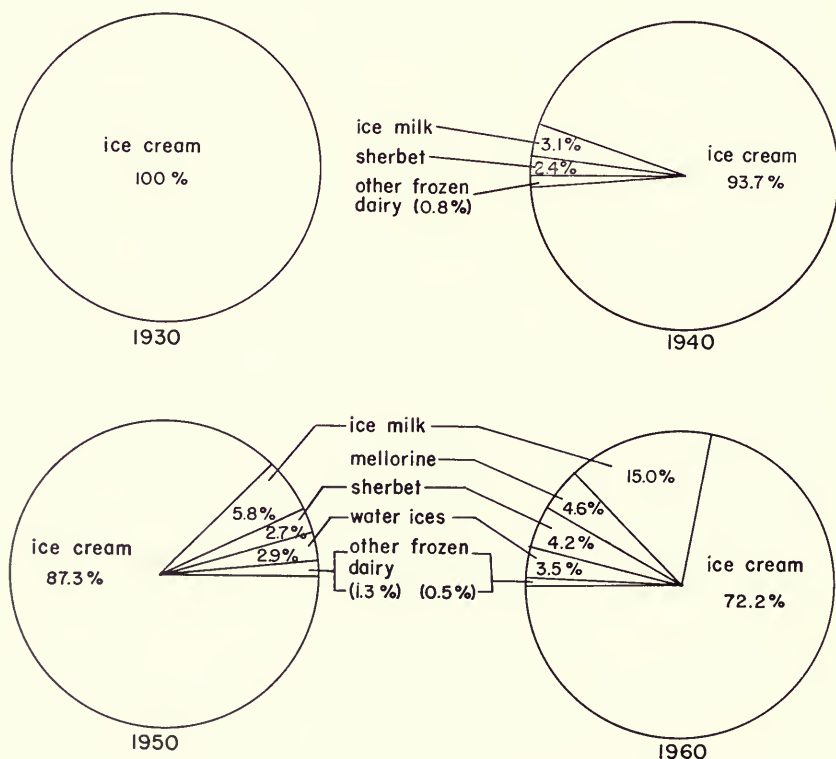 ice cream
100 %
1930
ice milk
3.1%
sherbet
2.4%
other frozen
dairy (0.8%)
ice cream
93.7%
1940
ice milk
mellorine
sherbet
water ices
other frozen
dairy
(1.3 %) (0.5%)
5.8%
2.7%
2.9%
ice cream
87.3%
1950
15.0%
4.6%
4.2%
3.5%
ice cream
72.2%
1960